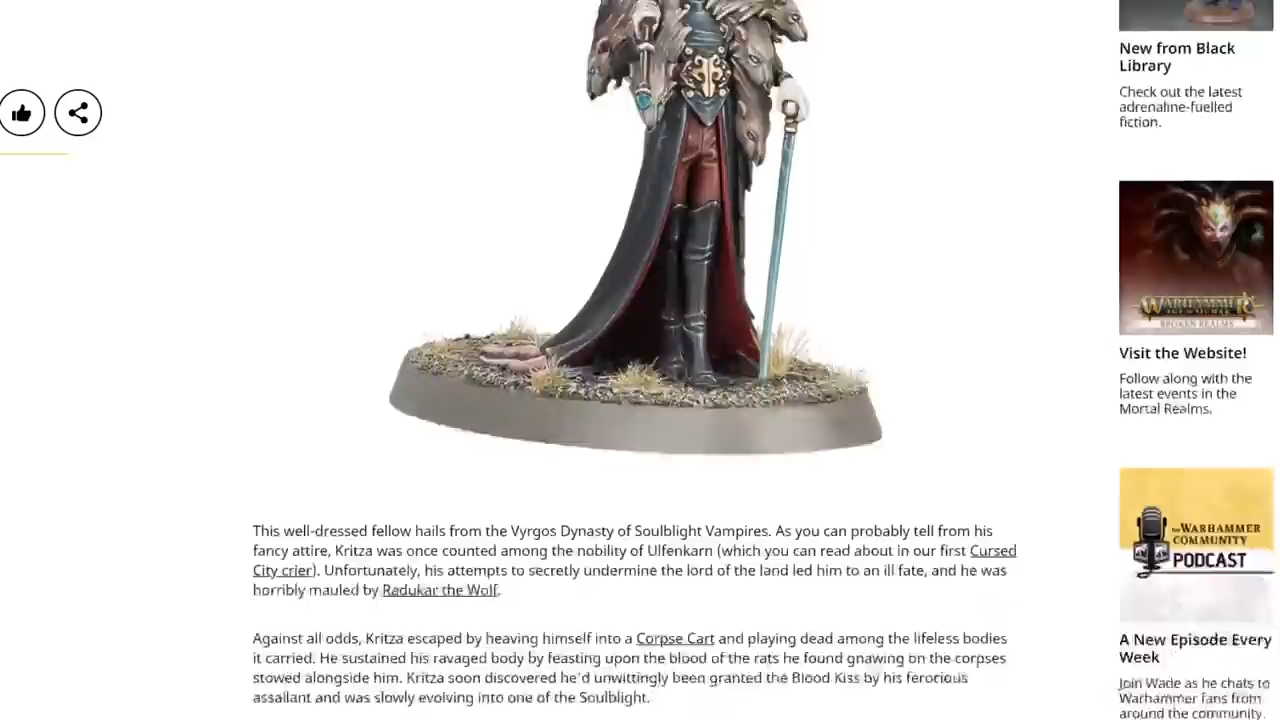 This well-dressed fellow hails from the Vyrgos Dynasty of Soulblight Vampires. As you can probably tell from his
fancy attire, Kritza was once counted among the nobility of Ulfenkarn (which you can read about in our first Cursed
City crier). Unfortunately, his attempts to secretly undermine the lord of the land led him to an ill fate, and he was
horribly mauled by Radukar the Wolf.
Against all odds, Kritza escaped by heaving himself into a Corpse Cart and playing dead among the lifeless bodies
it carried. He sustained his ravaged body by feasting upon the blood of the rats he found gnawing on the corpses
stowed alongside him. Kritza soon discovered he'd unwittingly been granted the Blood Kiss by his ferocious
assailant and was slowly evolving into one of the Soulblight.
New from Black
Library
Check out the latest
adrenaline-fuelled
fiction.
WARHAMMER
BROKEN REALMS
Visit the Website!
Follow along with the
latest events in the
Mortal Realms.
WARHAMMER
COMMUNITY
PODCAST
A New Episode Every
Week
Join Wade as he chats to
Warhammer fans from
around the community.